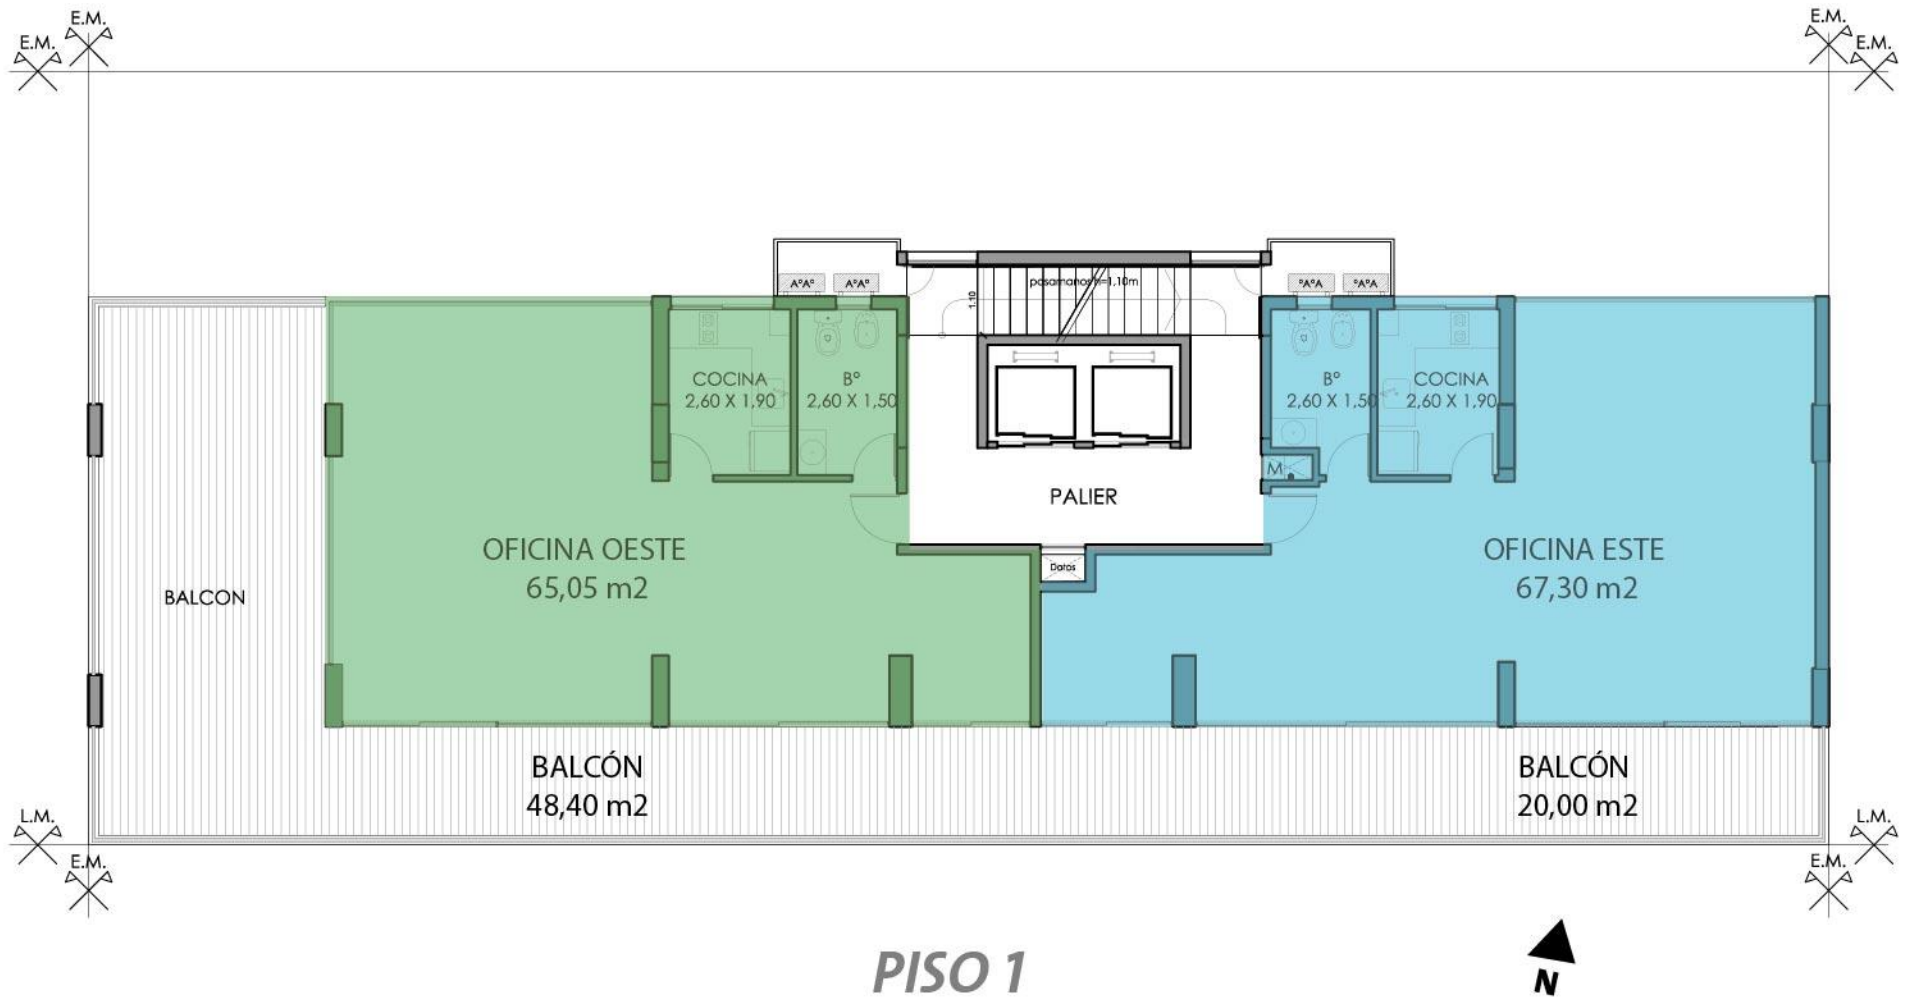 E.M.
E.M.
E.M.
E.M.
A°A°
A°A°
pasamanos h=1,10m
1.10
°A°A
°A°A
COCINA
2,60 X 1,90
B°
2,60 X 1,50
B°
2,60 X 1,50
COCINA
2,60 X 1,90
M
PALIER
OFICINA OESTE
65,05 m2
Datos
OFICINA ESTE
67,30 m2
BALCON
BALCÓN
48,40 m2
BALCÓN
20,00 m2
L.M.
L.M.
E.M.
E.M.
PISO 1
N